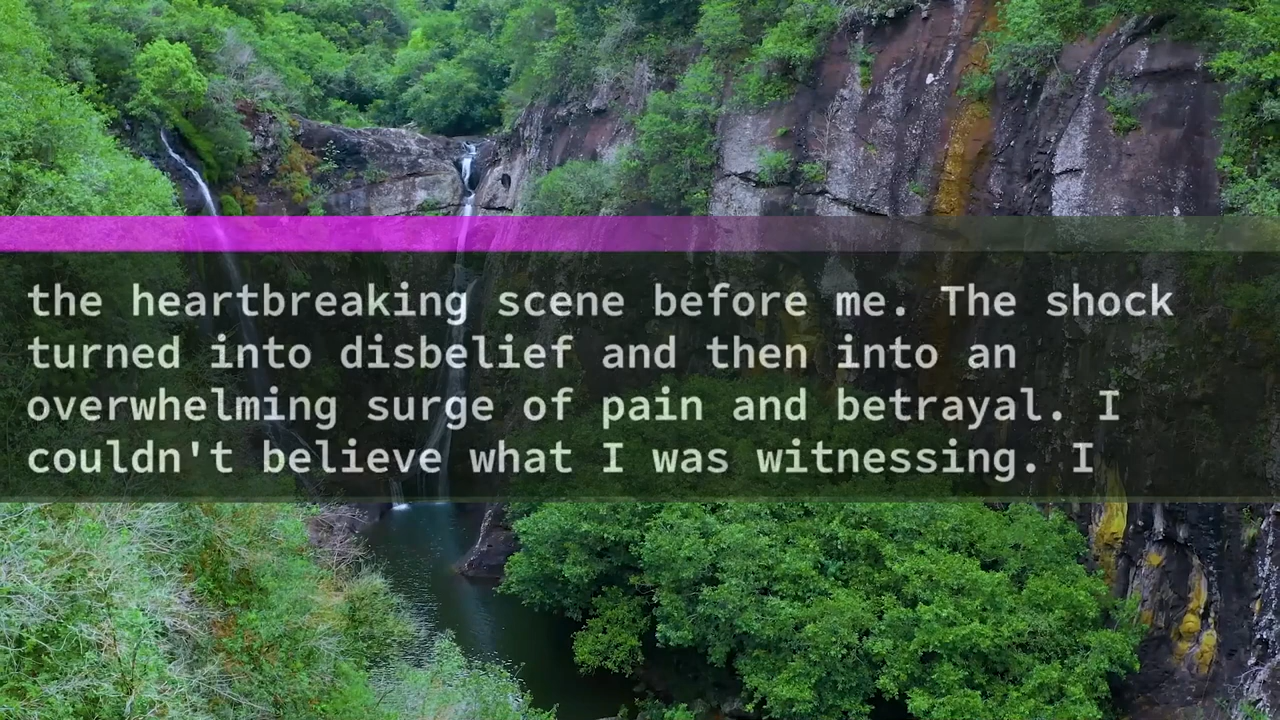 the heartbreaking scene before me. The shock
turned into disbelief and then into an
overwhelming surge of pain and betrayal. I
couldn't believe what I was witnessing. I